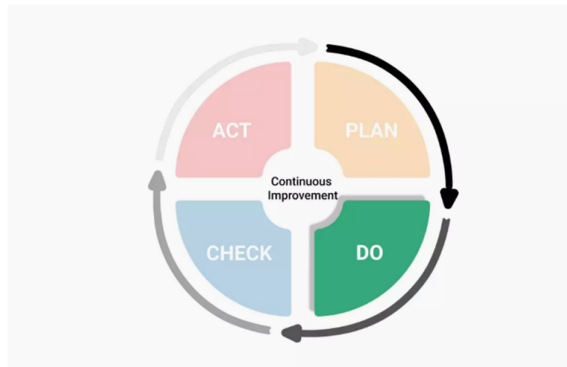 ACT
PLAN
Continuous
Improvement
CHECK
DO